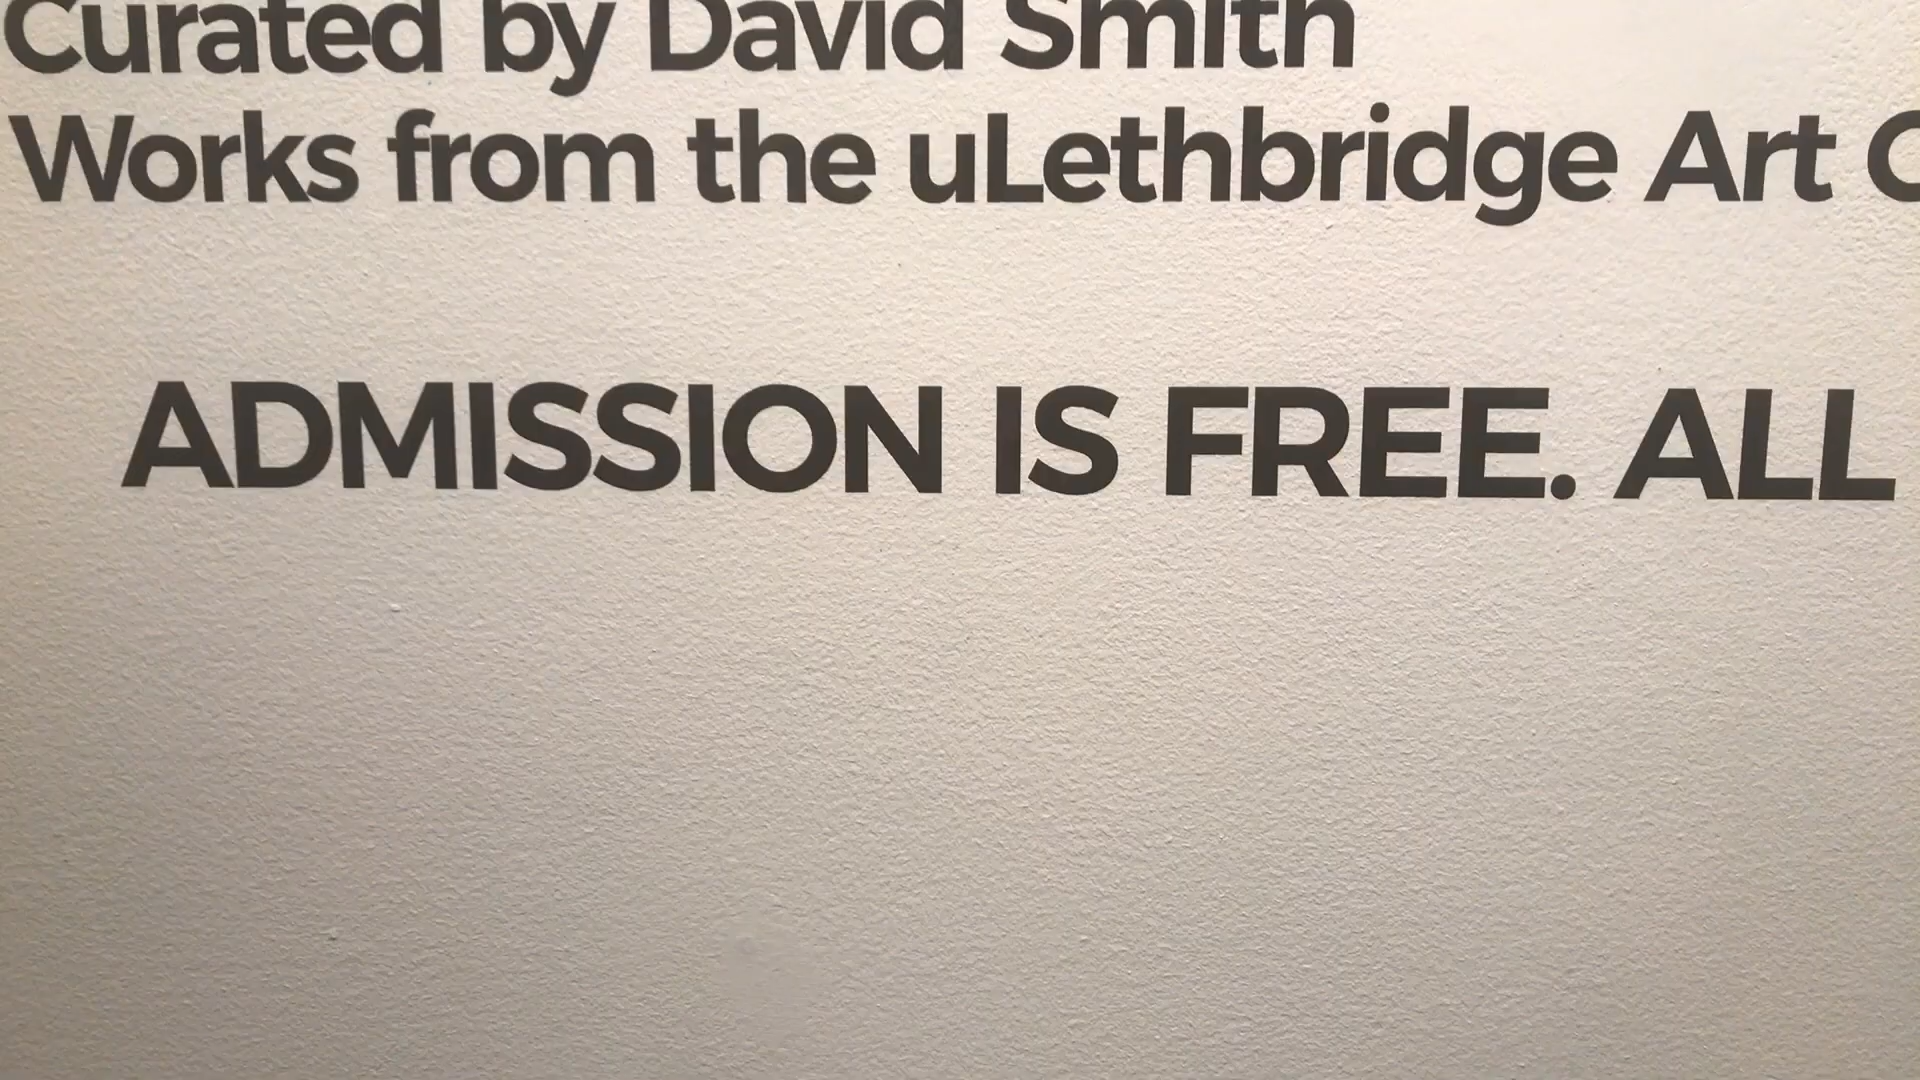 Curated by David Smith
Works from the uLethbridge Art
ADMISSION IS FREE. ALL